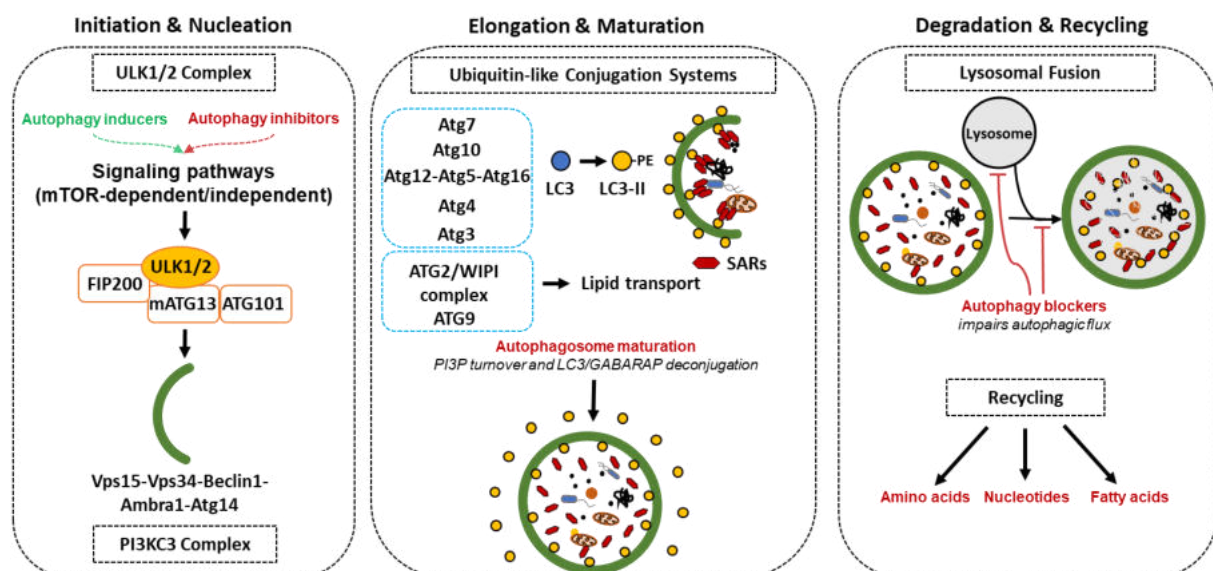 Initiation & Nucleation
ULK1/2 Complex
Autophagy inducers
Autophagy inhibitors
Signaling pathways
(mTOR-dependent/independent)
ULK1/2
FIP200
mATG13
ATG101
Vps15-Vps34-Beclin1-
Ambra1-Atg14
PI3KC3 Complex
Elongation & Maturation
Ubiquitin-like Conjugation Systems
Atg7
Atg10
Atg12-Atg5-Atg16
Atg4
Atg3
LC3
-PE
LC3-II
SARs
ATG2/WIPI
complex
ATG9
Lipid transport
Autophagosome maturation
PI3P turnover and LC3/GABARAP deconjugation
Degradation & Recycling
Lysosomal Fusion
Lysosome
Autophagy blockers
impairs autophagic flux
Recycling
Amino acids
Nucleotides
Fatty acids